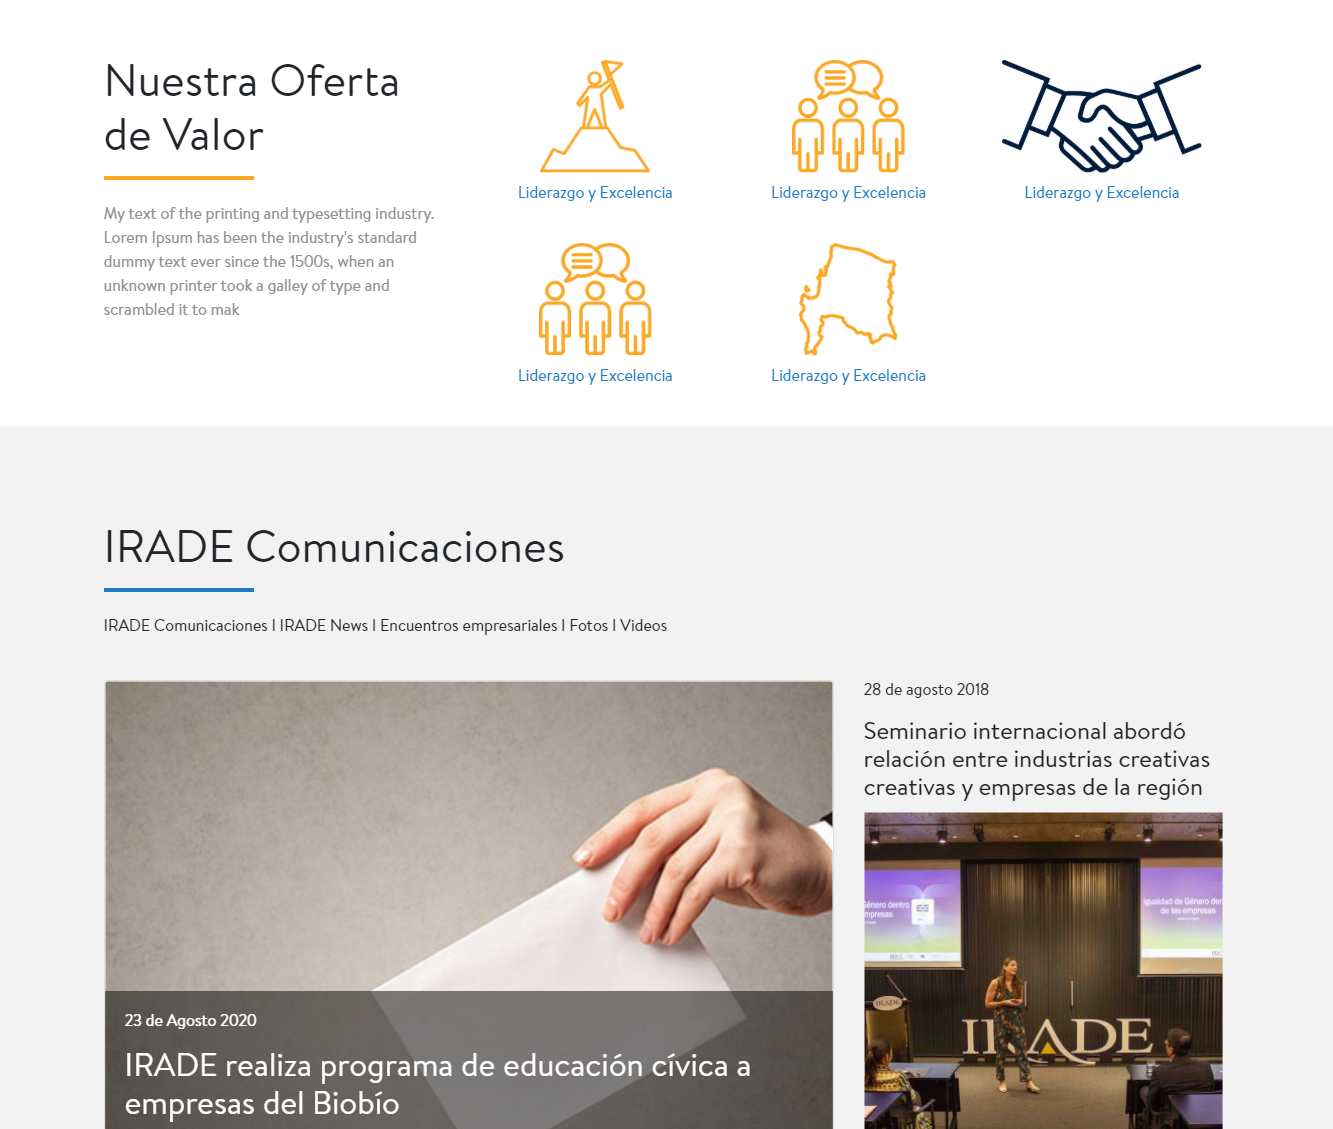 Nuestra Oferta
de Valor
My text of the printing and typesetting industry.
Lorem Ipsum has been the industry's standard
dummy text ever since the 1500s, when an
unknown printer took a galley of type and
scrambled it to mak
Liderazgo y Excelencia
Liderazgo y Excelencia
Liderazgo y Excelencia
Liderazgo y Excelencia
Liderazgo y Excelencia
IRADE Comunicaciones
IRADE Comunicaciones I IRADE News I Encuentros empresariales I Fotos I Videos
23 de Agosto 2020
IRADE realiza programa de educación cívica a
empresas del Biobío
28 de agosto 2018
Seminario internacional abordó
relación entre industrias creativas
creativas y empresas de la región
Género dentro
mpresas
Igualdad de Género den
de las empresas
IRADE
IRADE